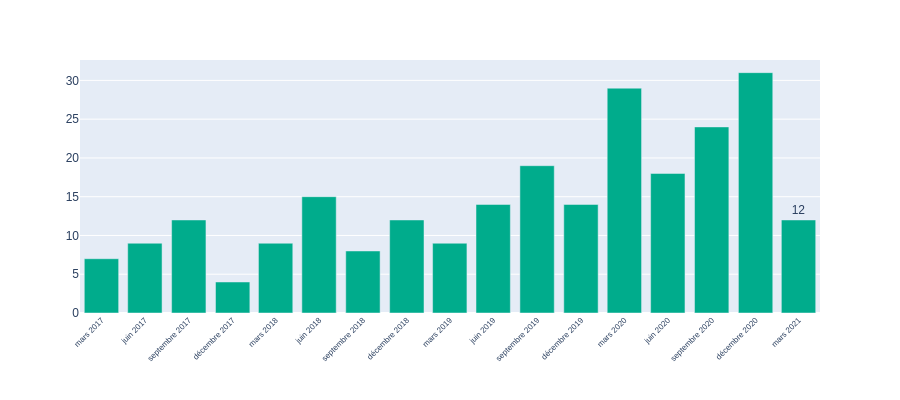 30
25
20
15
10
5
0
12
mars 2017
juin 2017
septembre 2017
décembre 2017
mars 2018
juin 2018
septembre 2018
décembre 2018
mars 2019
juin 2019
septembre 2019
décembre 2019
mars 2020
juin 2020
septembre 2020
décembre 2020
mars 2021